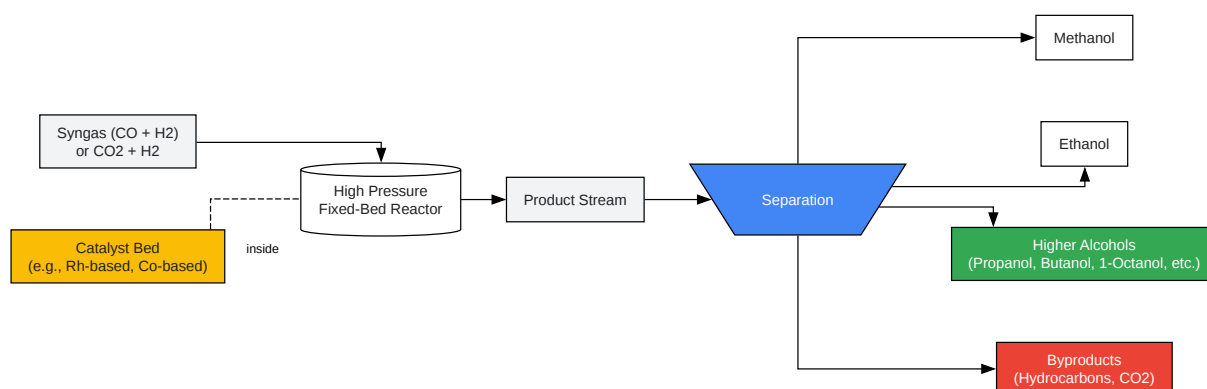 Methanol
Syngas (CO + H2)
or CO2 + H2
Ethanol
High Pressure
Fixed-Bed Reactor
Product Stream
Separation
Catalyst Bed
(e.g., Rh-based, Co-based)
inside
Higher Alcohols
(Propanol, Butanol, 1-Octanol, etc.)
Byproducts
(Hydrocarbons, CO2)